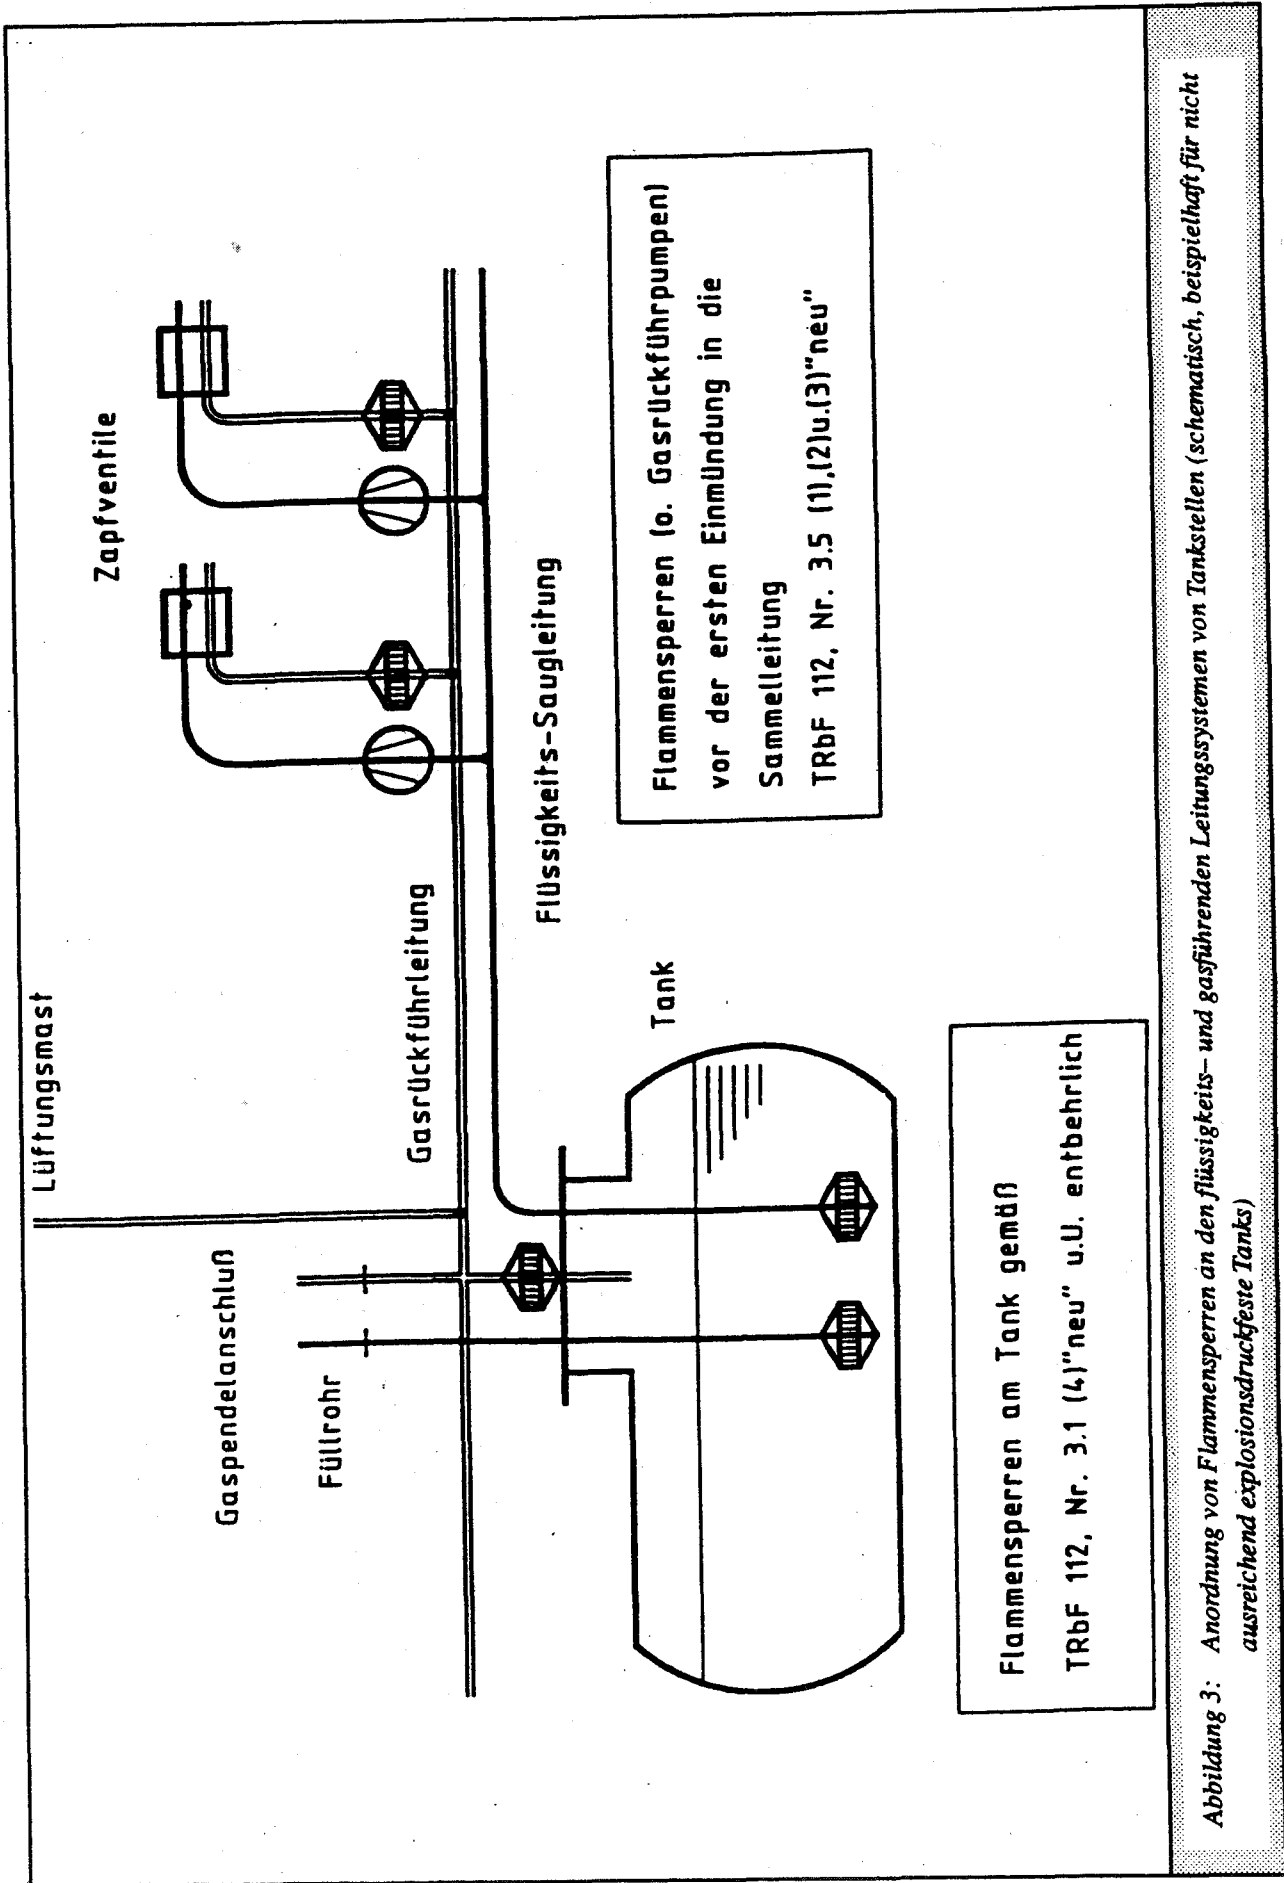 Lüftungsmast
Zapfventile
Gaspendelanschluß
Füllrohr
Gasrückführleitung
Flüssigkeits-Saugleitung
Tank
Flammensperren (o. Gasrückführpumpen)
vor der ersten Einmündung in die
Sammelleitung
TRbF 112, Nr. 3.5 (1),(2)u.(3)"neu"
Flammensperren am Tank gemäß
TRbF 112, Nr. 3.1 (4)"neu" u.U. entbehrlich
Abbildung 3: Anordnung von Flammensperren an den flüssigkeits- und gasführenden Leitungssystemen von Tankstellen (schematisch, beispielhaft für nicht
ausreichend explosionsdruckfeste Tanks)